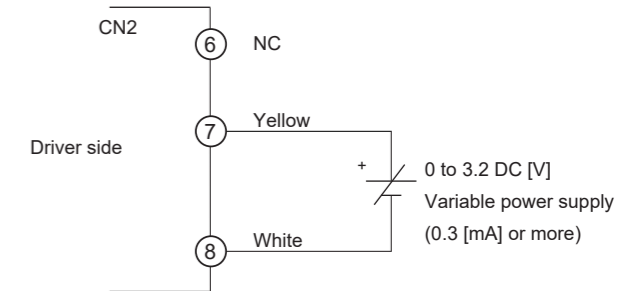 CN2
6
NC
7
Yellow
Driver side
+
0 to 3.2 DC [V]
Variable power supply
(0.3 [mA] or more)
8
White